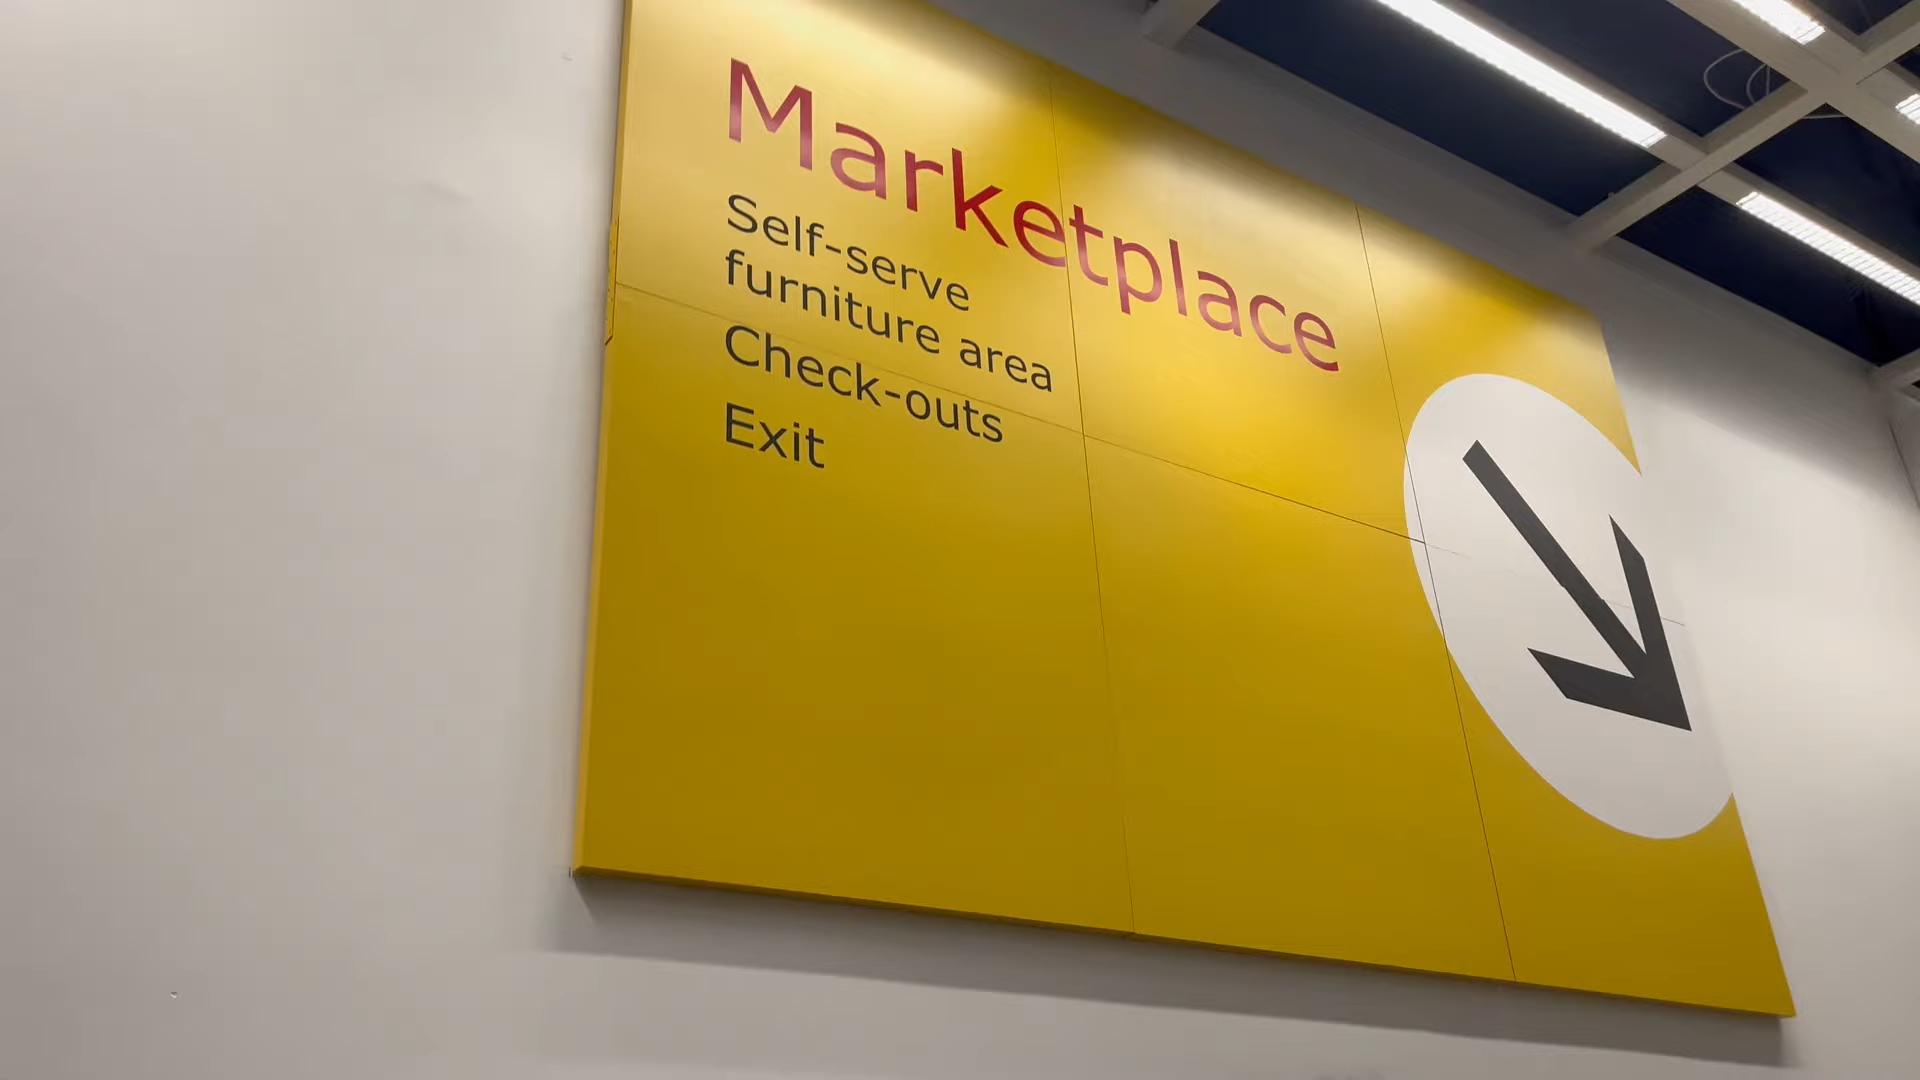 Marketplace
Self-serve
furniture area
Check-outs
Exit